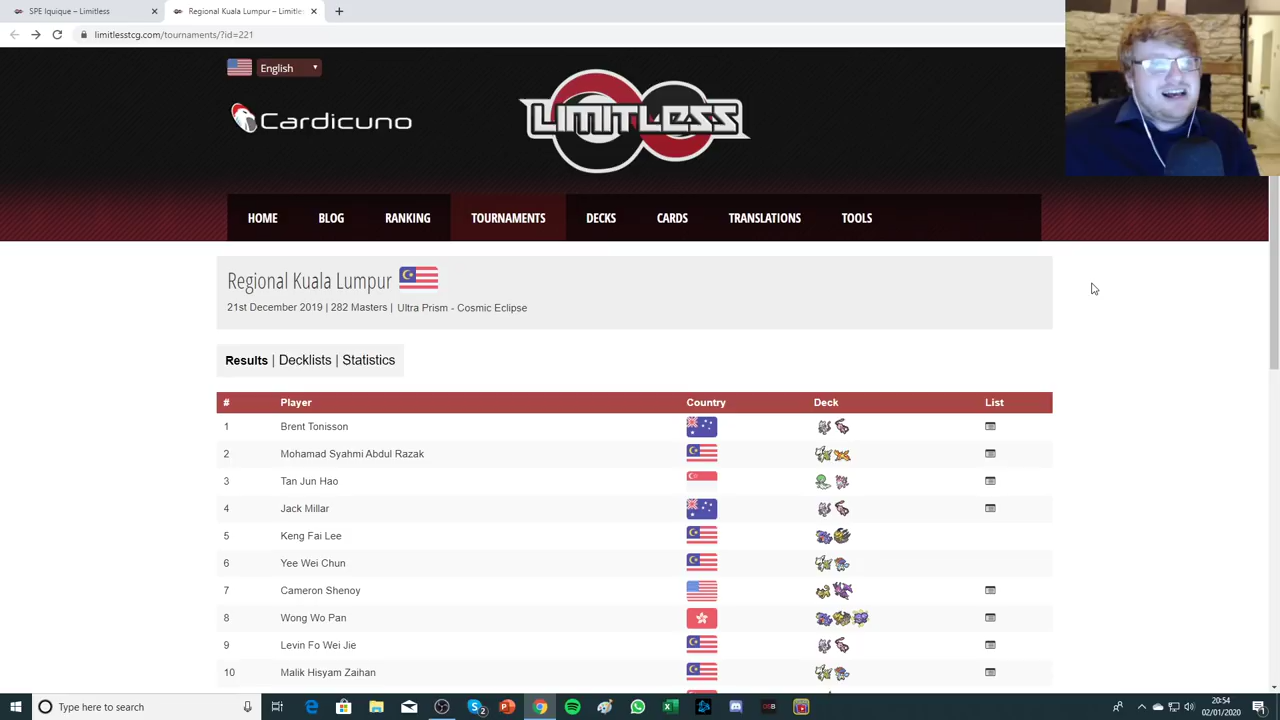 SPE Iquique – Limitless
Regional Kuala Lumpur – Limitle
limitlesstcg.com/tournaments/?id=221
English
Cardicuno
LIMITLESS
HOME BLOG RANKING TOURNAMENTS DECKS CARDS TRANSLATIONS TOOLS
Regional Kuala Lumpur
21st December 2019 | 282 Masters | Ultra Prism - Cosmic Eclipse
Results | Decklists | Statistics
# Player Country Deck List
1 Brent Tonisson
2 Mohamad Syahmi Abdul Razak
3 Tan Jun Hao
4 Jack Millar
5 Keng Fai Lee
6 Yee Wei Chun
7 Cameron Shenoy
8 Wong Wo Pan
9 Levin Fo Wei Jie
10 Malik Hisyam Zaihan
Type here to search
20:54
02/01/2020